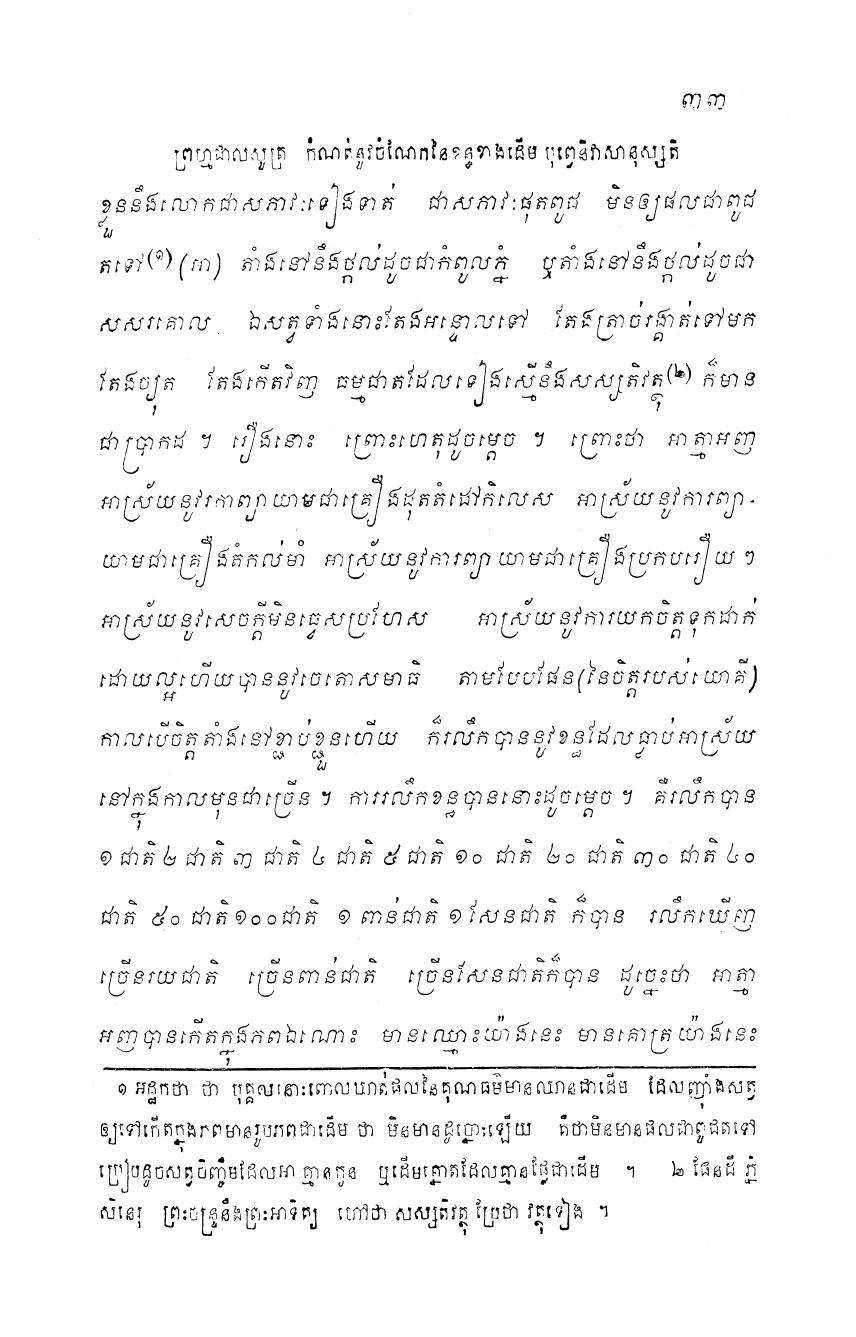 ៣៣
ព្រហ្មជាលសូត្រ កំណត់នូវចំណែកនៃខន្ធខាងដើម បុព្វេនិវាសានុស្សតិ
ខ្លួននឹងលោកជាសភាវៈទៀងទាត់ ជាសភាវៈផុតពូជ មិនឲ្យផលជាពូជ
តទៅ(១) (អា) តាំងនៅនឹងថ្កល់ដូចជាកំពូលភ្នំ ឬតាំងនៅនឹងថ្កល់ដូចជា
សសរគោល ឯសត្វទាំងនោះតែងអន្ទោលទៅ តែងត្រាច់រង្គាត់ទៅមក
តែងច្យុត តែងកើតវិញ ធម្មជាតដែលទៀងស្មើនឹងសស្សតិវត្ថុ(២) ក៏មាន
ជាប្រាកដ ។ រឿងនោះ ព្រោះហេតុដូចម្តេច ។ ព្រោះថា អាត្មាអញ
អាស្រ័យនូវរកាព្យាយាមជាគ្រឿងដុតតំដៅកិលេស អាស្រ័យនូវការព្យា-
យាមជាគ្រឿងតំកល់មាំ អាស្រ័យនូវការព្យាយាមជាគ្រឿងប្រកបរឿយ ៗ
អាស្រ័យនូវសេចក្តីមិនធ្វេសប្រហែស អាស្រ័យនូវការយកចិត្តទុកដាក់
ដោយល្អហើយបាននូវចេតោសមាធិ តាមបែបផែន(នៃចិត្តរបស់យោគី)
កាលបើចិត្តតាំងនៅខ្ជាប់ខ្ជួនហើយ ក៏រលឹកបាននូវខន្ធដែលធ្លាប់អាស្រ័យ
នៅក្នុងកាលមុនជាច្រើន ។ ការរលឹកខន្ធបាននោះដូចម្តេច ។ គឺរលឹកបាន
១ ជាតិ ២ ជាតិ ៣ ជាតិ ៤ ជាតិ ៥ ជាតិ ១០ ជាតិ ២០ ជាតិ ៣០ ជាតិ ៤០
ជាតិ ៥០ ជាតិ ១០០ជាតិ ១ ពាន់ជាតិ ១ សែនជាតិ ក៏បាន រលឹកឃើញ
ច្រើនរយជាតិ ច្រើនពាន់ជាតិ ច្រើនសែនជាតិក៏បាន ដូច្នេះថា អាត្មា
អញបានកើតក្នុងភពឯណោះ មានឈ្មោះយ៉ាងនេះ មានគោត្រយ៉ាងនេះ
១ អដ្ឋកថា ថា បុគ្គលនោះពោលឃាត់ផលនៃគុណធម៌មានឈានជាដើម ដែលញ៉ាំងសត្វ
ឲ្យទៅកើតក្នុងភពមានរូបភពជាដើម ថា មិនមានដូច្នោះឡើយ គឺថាមិនមានផលជាពូជតទៅ
ប្រៀបដូចសត្វចិញ្ចឹមដែលអា គ្មានកូន ឬដើមត្នោតដែលគ្មានផ្លែជាដើម ។ ២ ផែនដី ភ្នំ
សិនេរុ ព្រះចន្ទ្រនឹងព្រះអាទិត្យ ហៅថា សស្សតិវត្ថុ ប្រែថា វត្ថុទៀង ។